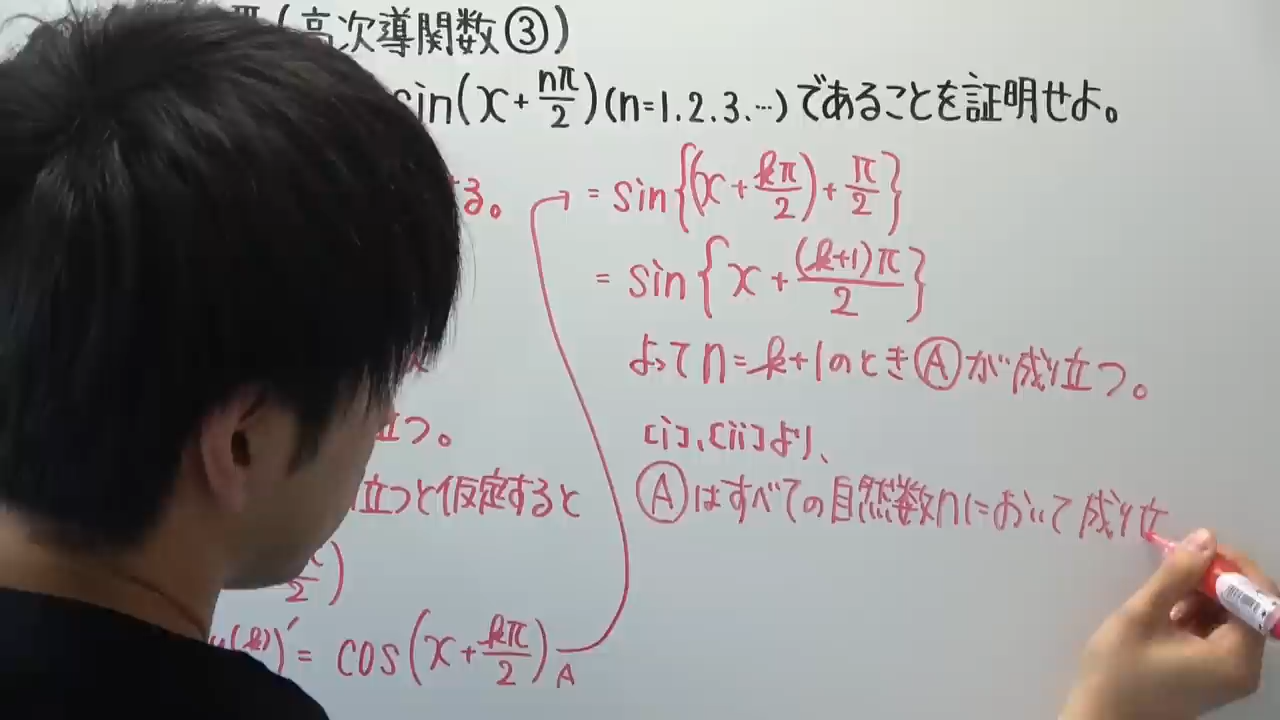 (高次導関数③)
sin(x+nπ/2)(n=1.2.3.…)であることを証明せよ。
る。
立つ。
立つと仮定すると
/2)
(k))′=cos(x+kπ/2) A
=sin{(x+kπ/2)+π/2}
=sin{x+(k+1)π/2}
よってn=k+1のときⒶが成り立つ。
[i]、[ii]より、
Ⓐはすべての自然数nにおいて成り立